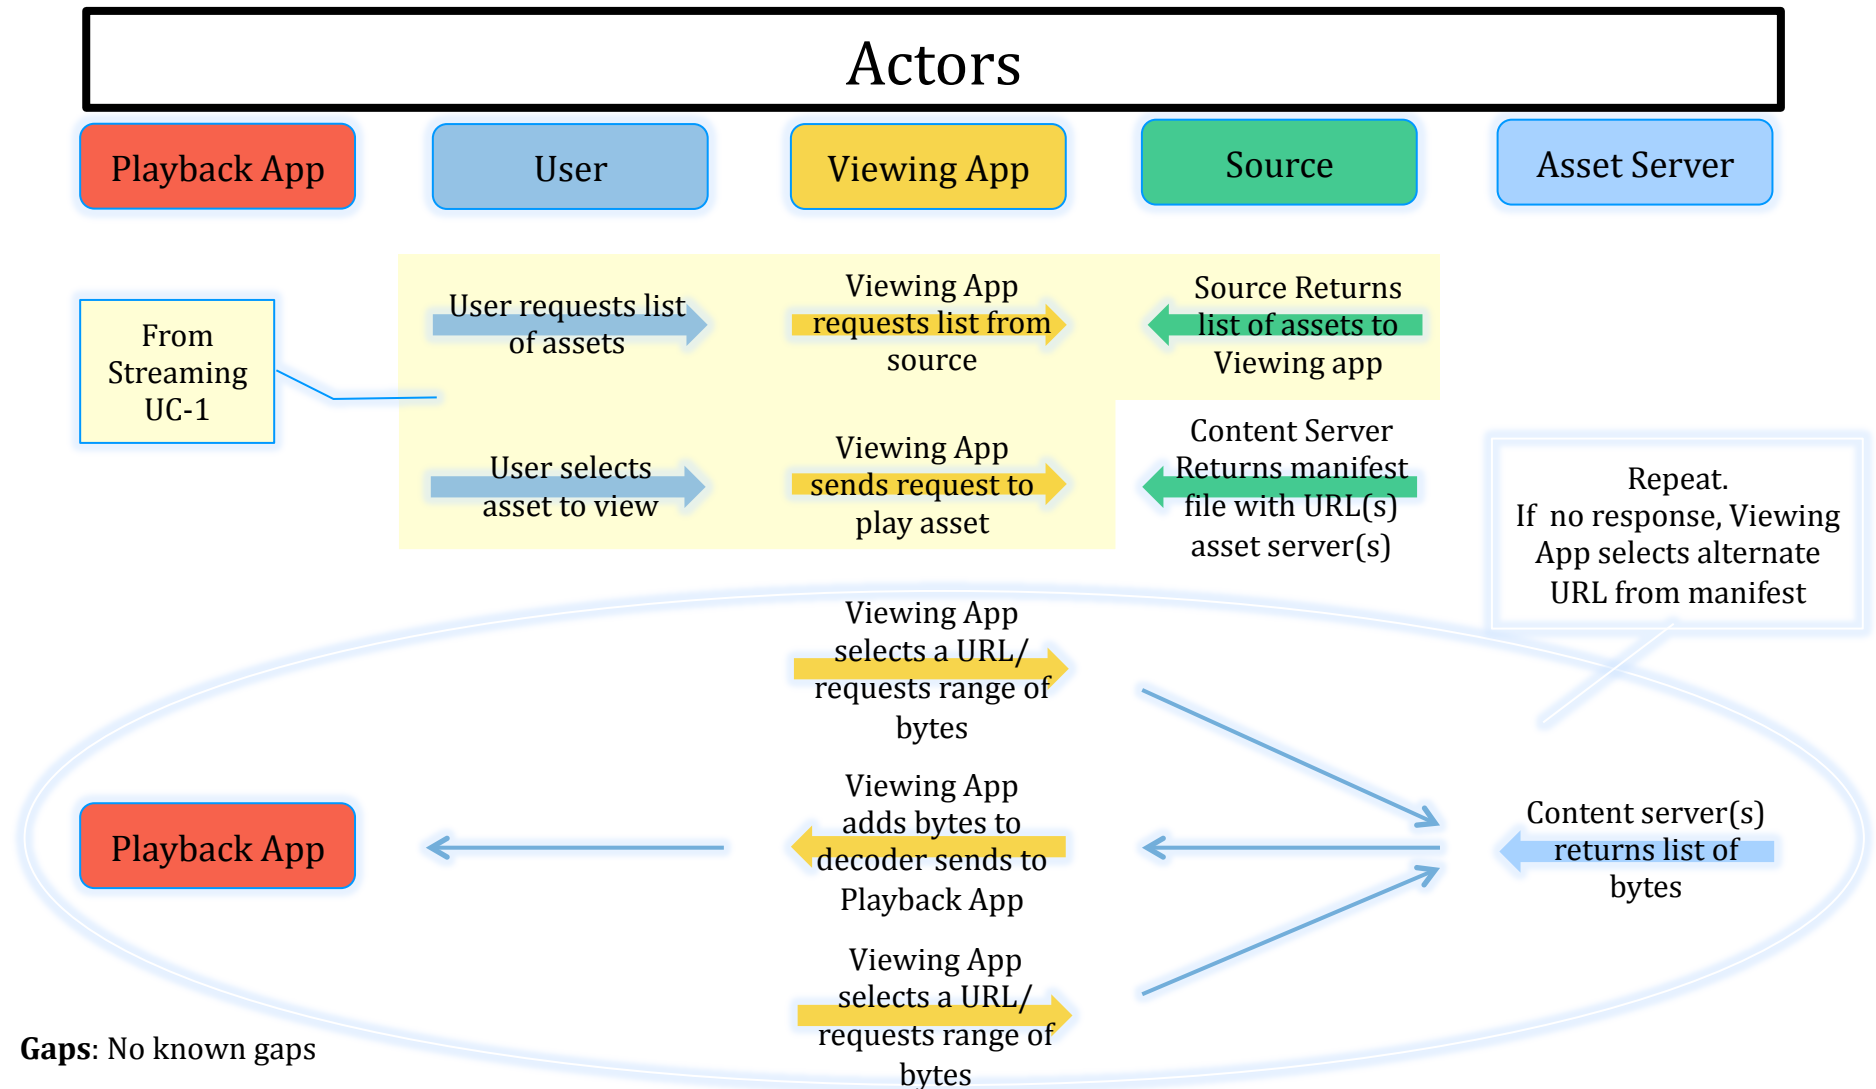 Actors
Playback App
User
Viewing App
Source
Asset Server
From
Streaming
UC-1
User requests list
of assets
Viewing App
requests list from
source
Source Returns
list of assets to
Viewing app
User selects
asset to view
Viewing App
sends request to
play asset
Content Server
Returns manifest
file with URL(s)
asset server(s)
Repeat.
If  no response, Viewing
App selects alternate
URL from manifest
Viewing App
selects a URL/
requests range of
bytes
Playback App
Viewing App
adds bytes to
decoder sends to
Playback App
Content server(s)
returns list of
bytes
Viewing App
selects a URL/
requests range of
bytes
Gaps: No known gaps